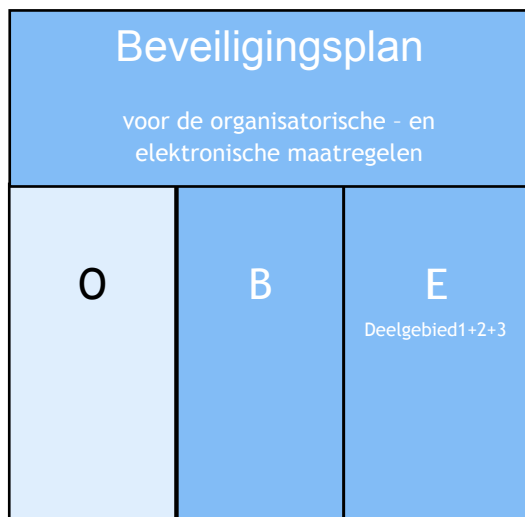 Beveiligingsplan
voor de organisatorische – en
elektronische maatregelen
O
B
E
Deelgebied1+2+3